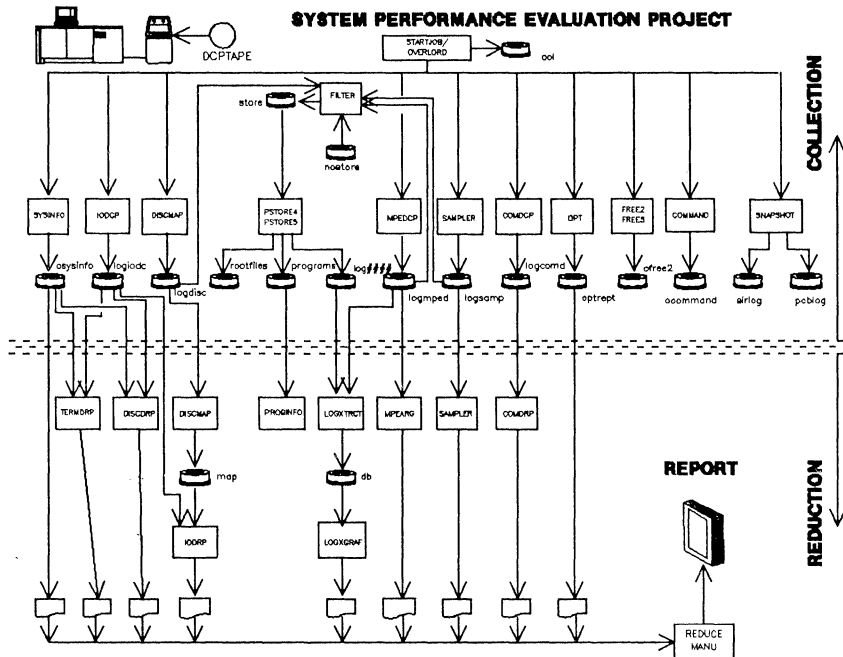 SYSTEM PERFORMANCE EVALUATION PROJECT
DCPTAPE
STARTJOB/
OVERLORD
ool
store
FILTER
nostore
COLLECTION
SYSINFO
IODCP
DISCMAP
PSTORE4
PSTORE5
MPEDCP
SAMPLER
COMDCP
OPT
FREE2
FREE5
COMMAND
SNAPSHOT
osysinfo
logiodc
logdisc
rootfiles
programs
log####
logmped
logsamp
logcomd
optrept
ofree2
ocommand
pcblog
TERMDRP
DISCDRP
DISCMAP
PROGINFO
LOGXTRCT
MPEARG
SAMPLER
COMDRP
map
db
REPORT
REDUCTION
IODRP
LOGXGRAF
REDUCE
MANU